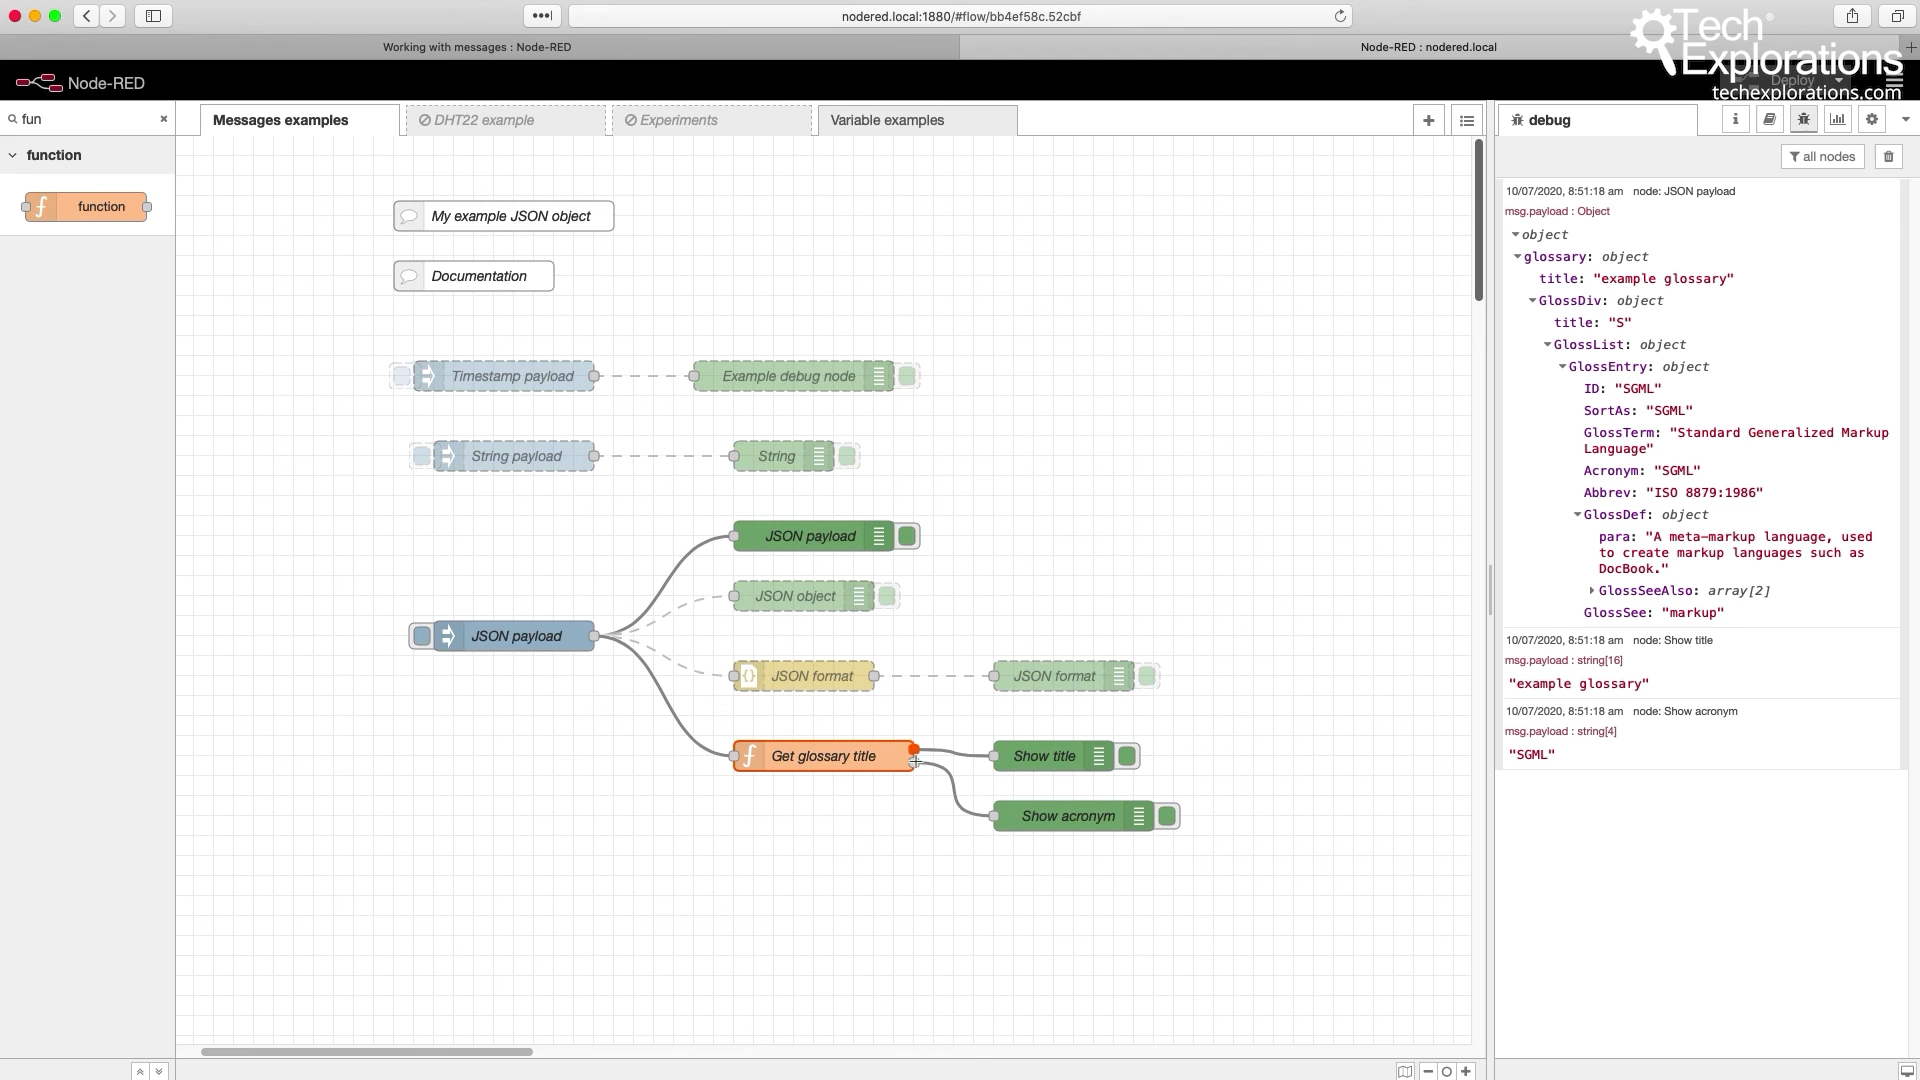 nodered.local:1880/#flow/bb4ef58c.52cbf
Working with messages : Node-RED
Node-RED : nodered.local
Tech
Explorations
techexplorations.com
Node-RED
Deploy
fun
Messages examples
DHT22 example
Experiments
Variable examples
debug
function
function
all nodes
My example JSON object
Documentation
Timestamp payload
Example debug node
String payload
String
JSON payload
JSON object
JSON payload
JSON format
JSON format
Get glossary title
Show title
Show acronym
10/07/2020, 8:51:18 am node: JSON payload
msg.payload : Object
object
glossary: object
title: "example glossary"
GlossDiv: object
title: "S"
GlossList: object
GlossEntry: object
ID: "SGML"
SortAs: "SGML"
GlossTerm: "Standard Generalized Markup
Language"
Acronym: "SGML"
Abbrev: "ISO 8879:1986"
GlossDef: object
para: "A meta-markup language, used
to create markup languages such as
DocBook."
GlossSeeAlso: array[2]
GlossSee: "markup"
10/07/2020, 8:51:18 am node: Show title
msg.payload : string[16]
"example glossary"
10/07/2020, 8:51:18 am node: Show acronym
msg.payload : string[4]
"SGML"